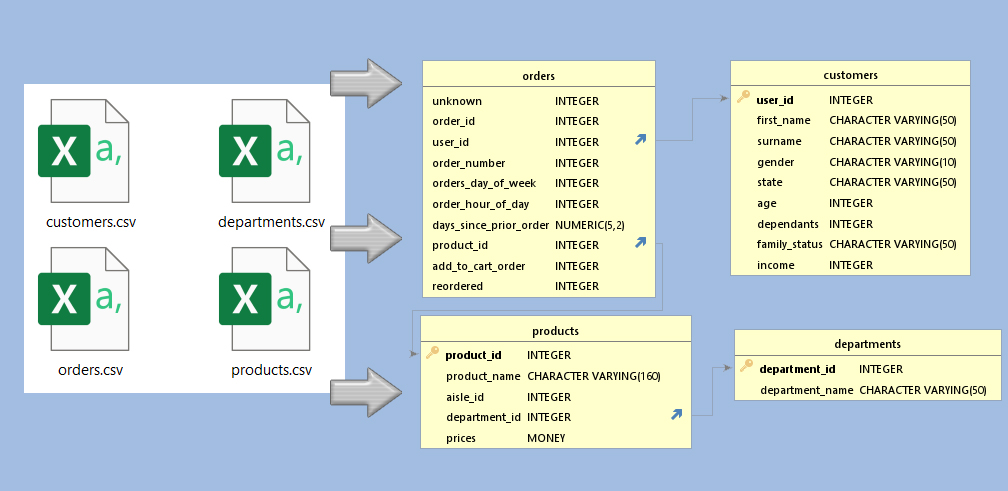 X a,
X a,
customers.csv
departments.csv
X a,
X a,
orders.csv
products.csv
orders
unknown INTEGER
order_id INTEGER
user_id INTEGER
order_number INTEGER
orders_day_of_week INTEGER
order_hour_of_day INTEGER
days_since_prior_order NUMERIC(5,2)
product_id INTEGER
add_to_cart_order INTEGER
reordered INTEGER
customers
user_id INTEGER
first_name CHARACTER VARYING(50)
surname CHARACTER VARYING(50)
gender CHARACTER VARYING(10)
state CHARACTER VARYING(50)
age INTEGER
dependants INTEGER
family_status CHARACTER VARYING(50)
income INTEGER
products
product_id INTEGER
product_name CHARACTER VARYING(160)
aisle_id INTEGER
department_id INTEGER
prices MONEY
departments
department_id INTEGER
department_name CHARACTER VARYING(50)